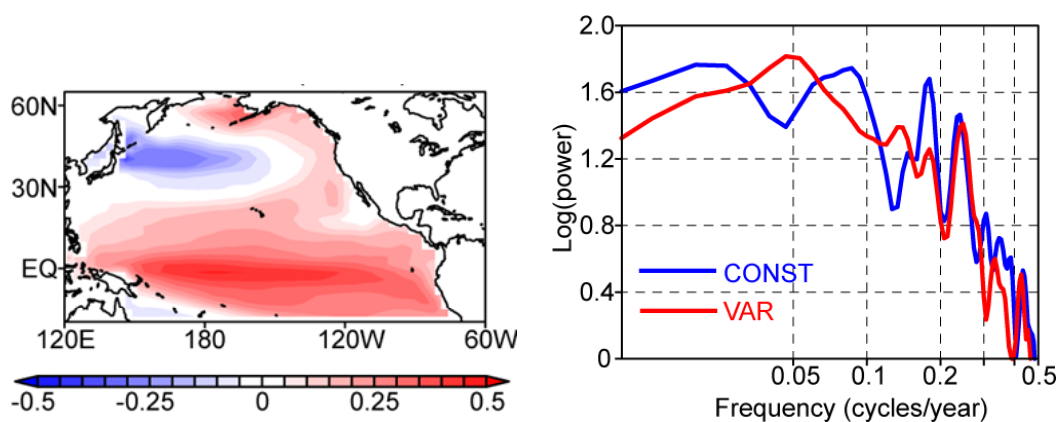 60N
30N
EQ
120E 180 120W 60W
-0.5 -0.25 0 0.25 0.5
2.0
1.6
1.2
0.8
0.4
0
Log(power)
CONST
VAR
0.05 0.1 0.2 0.5
Frequency (cycles/year)